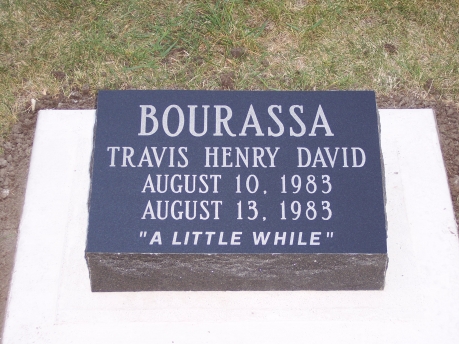 BOURASSA
TRAVIS HENRY DAVID
AUGUST 10, 1983
AUGUST 13, 1983
"A LITTLE WHILE"